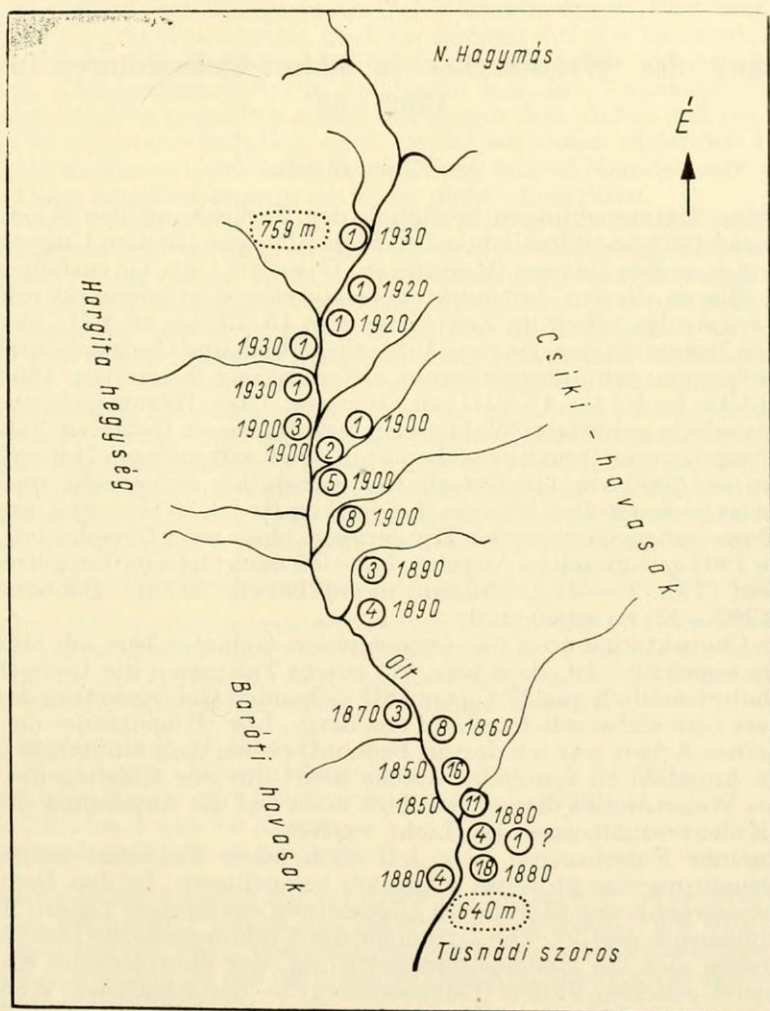 N. Hagymás
É
759 m
① 1930
① 1920
① 1920
1930 ①
1930 ①
Hargita hegység
Csiki-havasok
1900 ③
① 1900
1900 ②
⑤ 1900
⑧ 1900
③ 1890
④ 1890
Olt
Baróti havasok
1870 ③
⑧ 1860
1850 ⑯
1850 ⑪
1880
④ ① ?
⑱ 1880
1880 ④
640 m
Tusnádi szoros